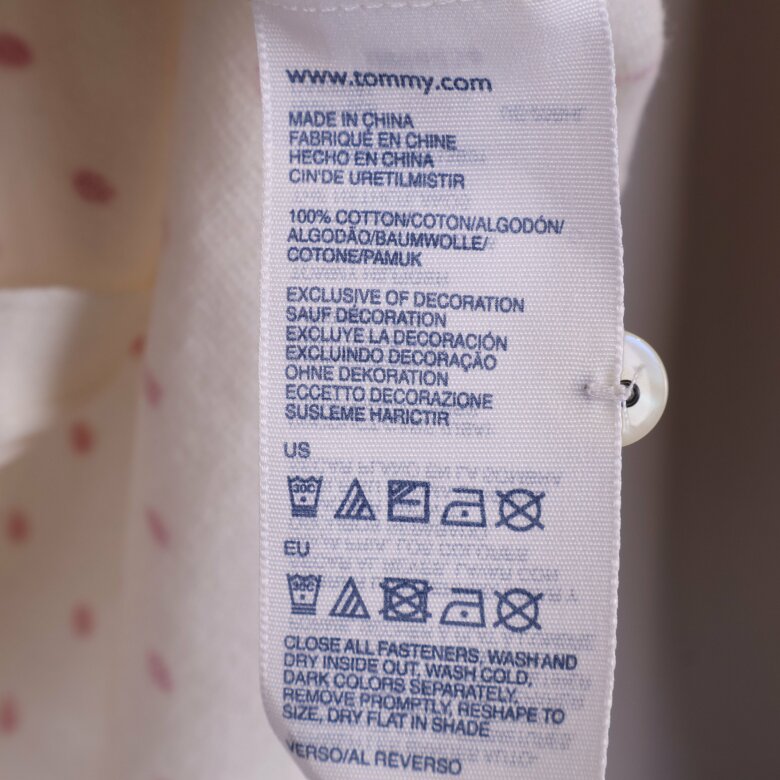 www.tommy.com
MADE IN CHINA
FABRIQUÉ EN CHINE
HECHO EN CHINA
CIN'DE URETILMISTIR
100% COTTON/COTON/ALGODÓN/
ALGODÃO/BAUMWOLLE/
COTONE/PAMUK
EXCLUSIVE OF DECORATION
SAUF DÉCORATION
EXCLUYE LA DECORACIÓN
EXCLUINDO DECORAÇÃO
OHNE DEKORATION
ECCETTO DECORAZIONE
SUSLEME HARICTIR
US
30C
EU
30C
CLOSE ALL FASTENERS, WASH AND
DRY INSIDE OUT, WASH COLD,
DARK COLORS SEPARATELY,
REMOVE PROMPTLY, RESHAPE TO
SIZE, DRY FLAT IN SHADE
VERSO/AL REVERSO